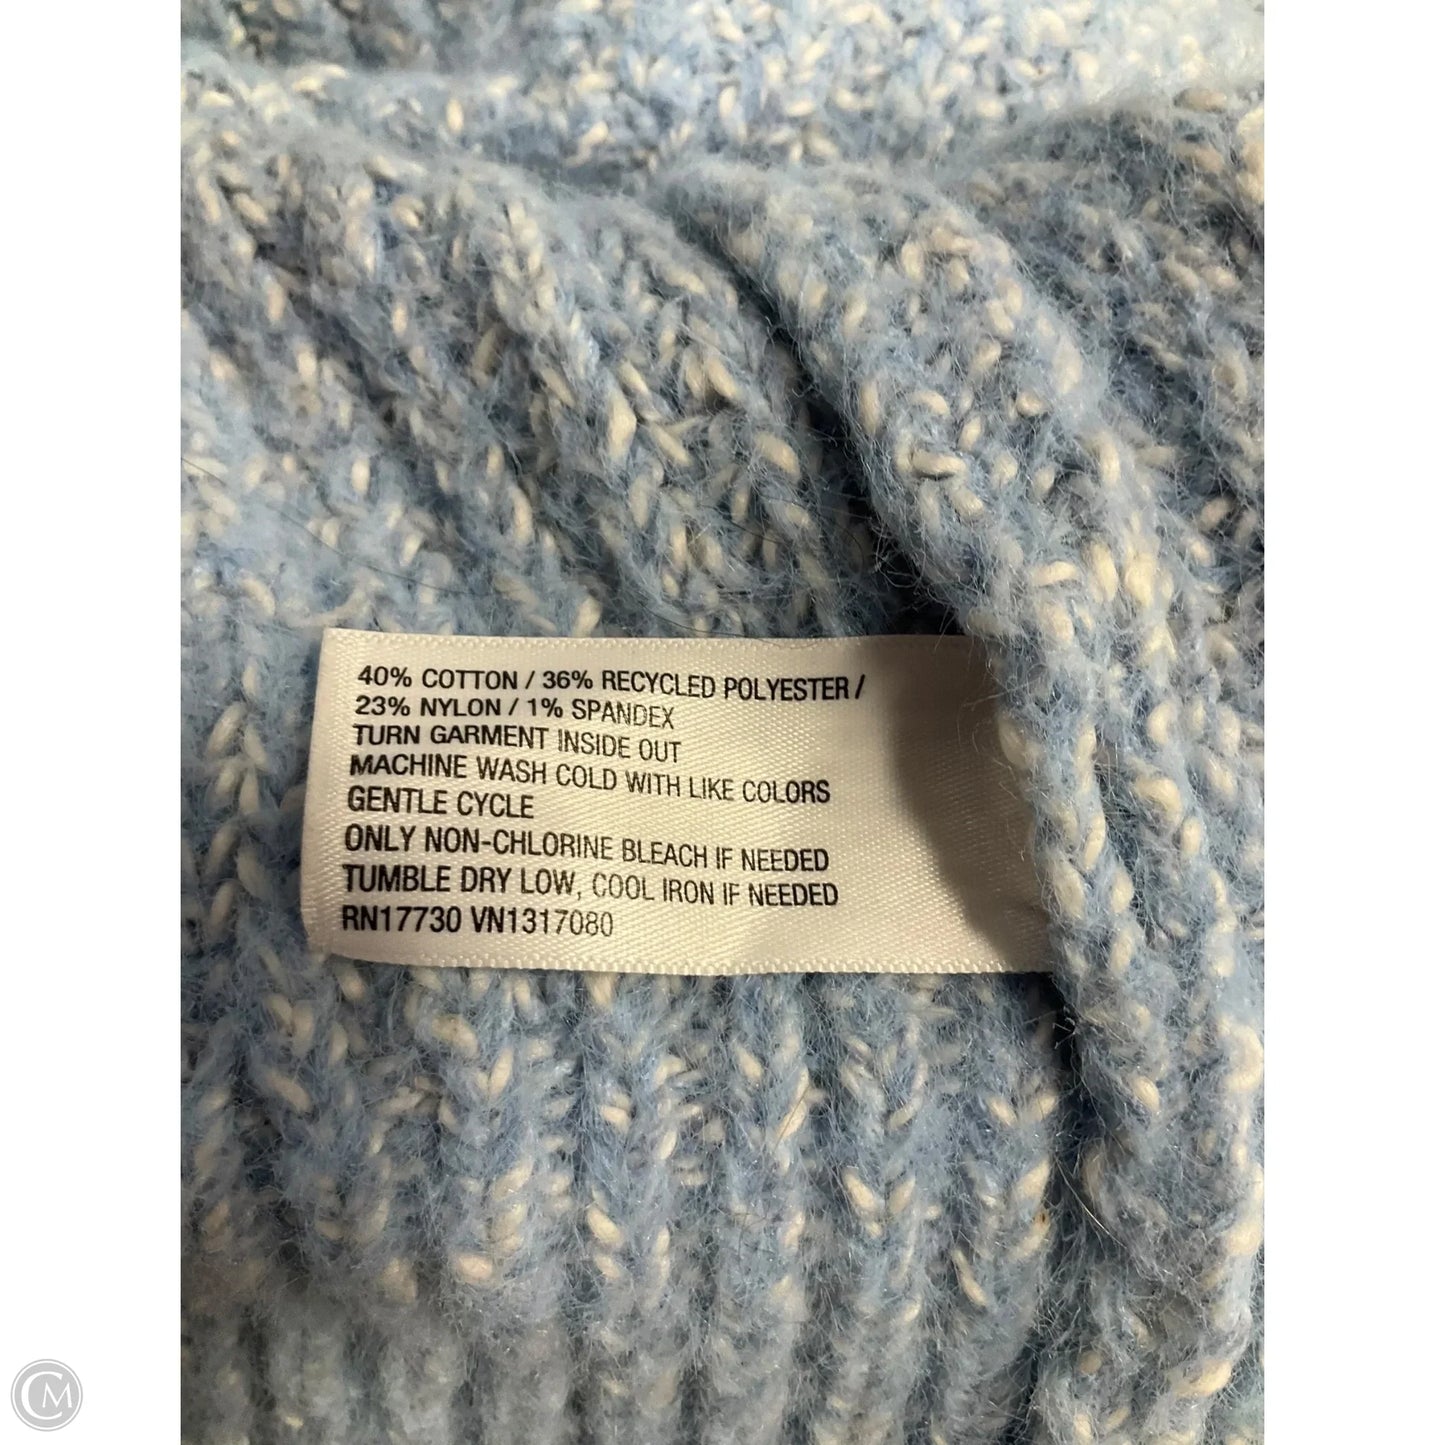 40% COTTON / 36% RECYCLED POLYESTER /
23% NYLON / 1% SPANDEX
TURN GARMENT INSIDE OUT
MACHINE WASH COLD WITH LIKE COLORS
GENTLE CYCLE
ONLY NON-CHLORINE BLEACH IF NEEDED
TUMBLE DRY LOW, COOL IRON IF NEEDED
RN17730 VN1317080
CM